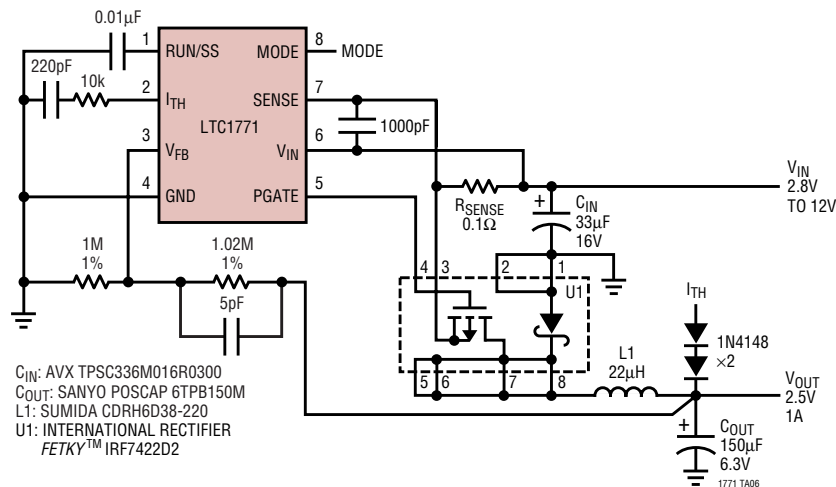 0.01µF
1
RUN/SS
MODE
8
MODE
220pF
10k
2
ITH
SENSE
7
LTC1771
1000pF
3
VFB
VIN
6
4
GND
PGATE
5
RSENSE
0.1Ω
CIN
33µF
16V
+
VIN
2.8V
TO 12V
1M
1%
1.02M
1%
5pF
4
3
2
1
U1
ITH
1N4148
×2
5
6
7
8
L1
22µH
VOUT
2.5V
1A
+
COUT
150µF
6.3V
CIN: AVX TPSC336M016R0300
COUT: SANYO POSCAP 6TPB150M
L1: SUMIDA CDRH6D38-220
U1: INTERNATIONAL RECTIFIER
FETKY™ IRF7422D2
1771 TA06